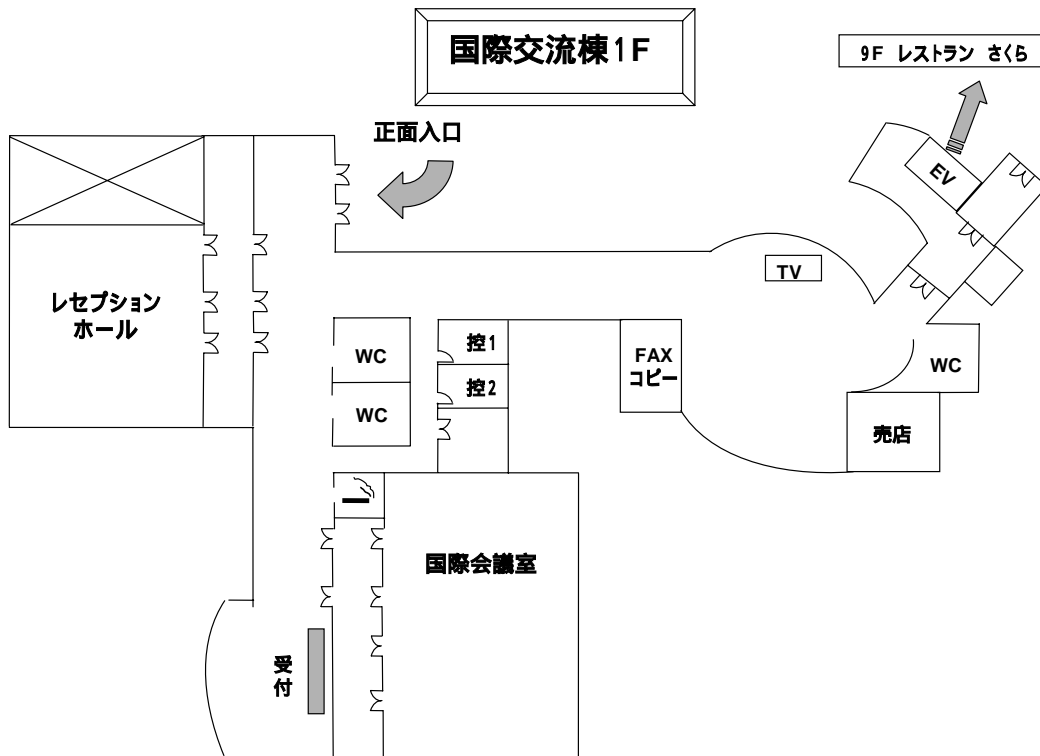 国際交流棟1F
9F レストラン さくら
正面入口
EV
TV
レセプション
ホール
WC
控1
FAX
コピー
WC
控2
WC
売店
国際会議室
受
付